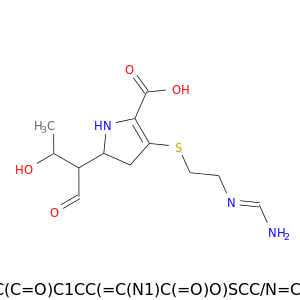 O
OH
HN
H₃C
S
HO
N
O
NH₂
C(C=O)C1CC(=C(N1)C(=O)O)SCC/N=C